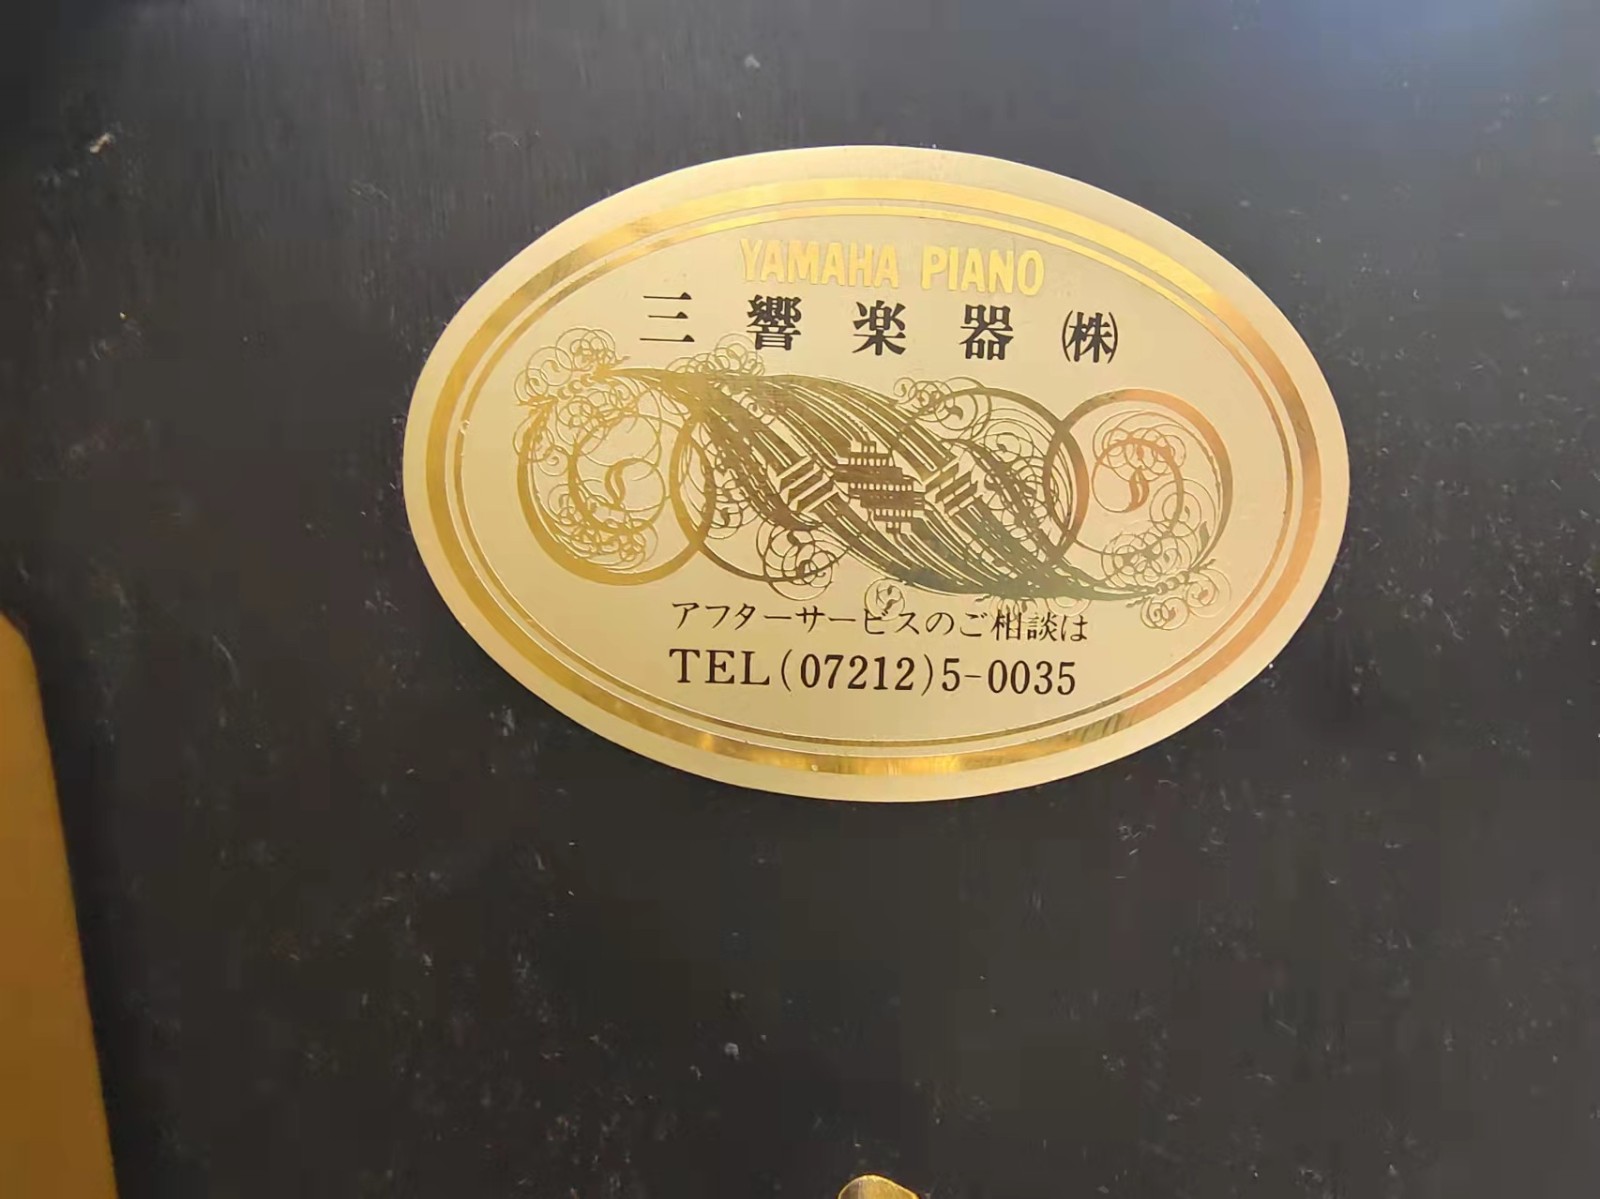 YAMAHA PIANO
三響楽器㈱
アフターサービスのご相談は
TEL(07212)5-0035